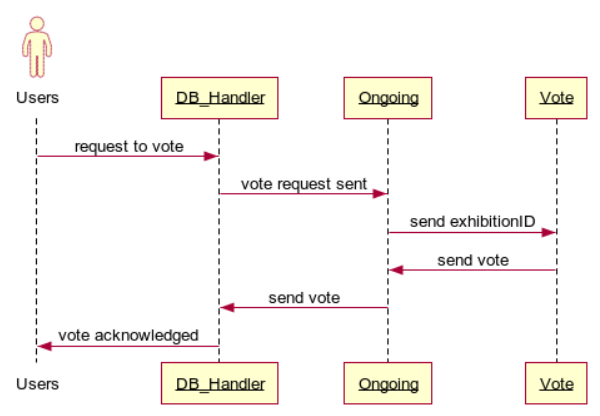 Users
DB_Handler
Ongoing
Vote
request to vote
vote request sent
send exhibitionID
send vote
send vote
vote acknowledged
Users
DB_Handler
Ongoing
Vote